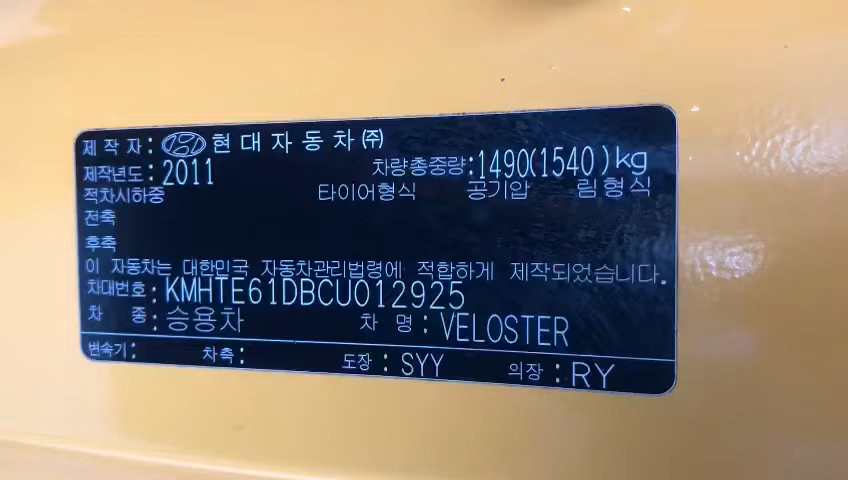 제작자: 현대자동차㈜
제작년도: 2011 차량총중량: 1490(1540)kg
적차시하중 타이어형식 공기압 림형식
전축
후축
이 자동차는 대한민국 자동차관리법령에 적합하게 제작되었습니다.
차대번호: KMHTE61DBCU012925
차 종: 승용차 차 명: VELOSTER
변속기: 차축: 도장: SYY 의장: RY